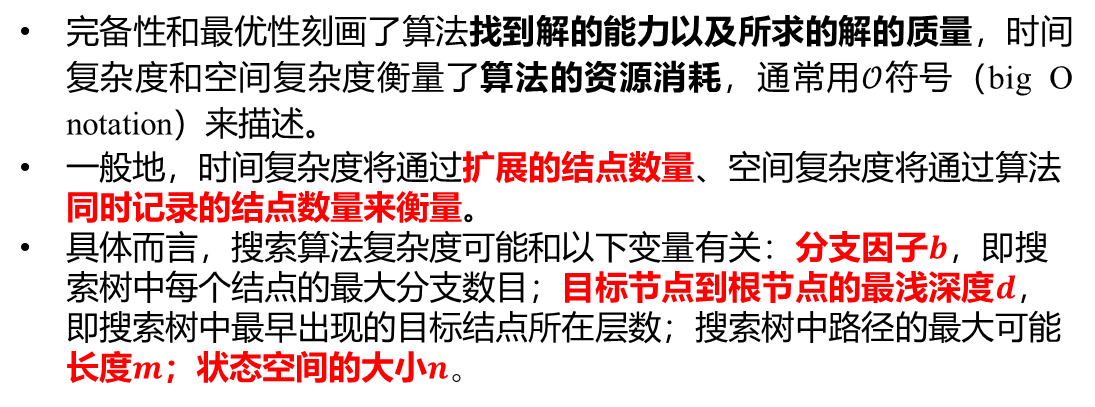 • 完备性和最优性刻画了算法找到解的能力以及所求的解的质量，时间
复杂度和空间复杂度衡量了算法的资源消耗，通常用𝒪符号（big O
notation）来描述。
• 一般地，时间复杂度将通过扩展的结点数量、空间复杂度将通过算法
同时记录的结点数量来衡量。
• 具体而言，搜索算法复杂度可能和以下变量有关：分支因子b，即搜
索树中每个结点的最大分支数目；目标节点到根节点的最浅深度d，
即搜索树中最早出现的目标结点所在层数；搜索树中路径的最大可能
长度m；状态空间的大小n。